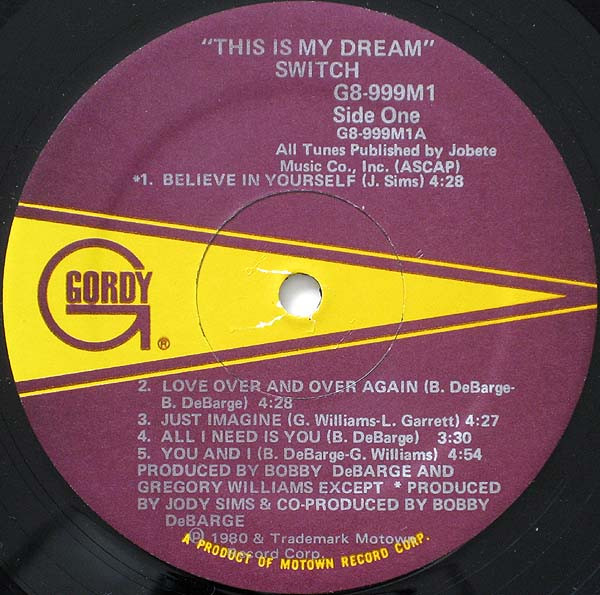 "THIS IS MY DREAM"
SWITCH
G8-999M1
Side One
G8-999M1A
All Tunes Published by Jobete
Music Co., Inc. (ASCAP)
*1. BELIEVE IN YOURSELF (J. Sims) 4:28
GORDY
G
®
2. LOVE OVER AND OVER AGAIN (B. DeBarge-
B. DeBarge) 4:28
3. JUST IMAGINE (G. Williams-L. Garrett) 4:27
4. ALL I NEED IS YOU (B. DeBarge) 3:30
5. YOU AND I (B. DeBarge-G. Williams) 4:54
PRODUCED BY BOBBY DeBARGE AND
GREGORY WILLIAMS EXCEPT * PRODUCED
BY JODY SIMS & CO-PRODUCED BY BOBBY
DeBARGE
℗ 1980 & Trademark Motown
Record Corp.
A PRODUCT OF MOTOWN RECORD CORP.